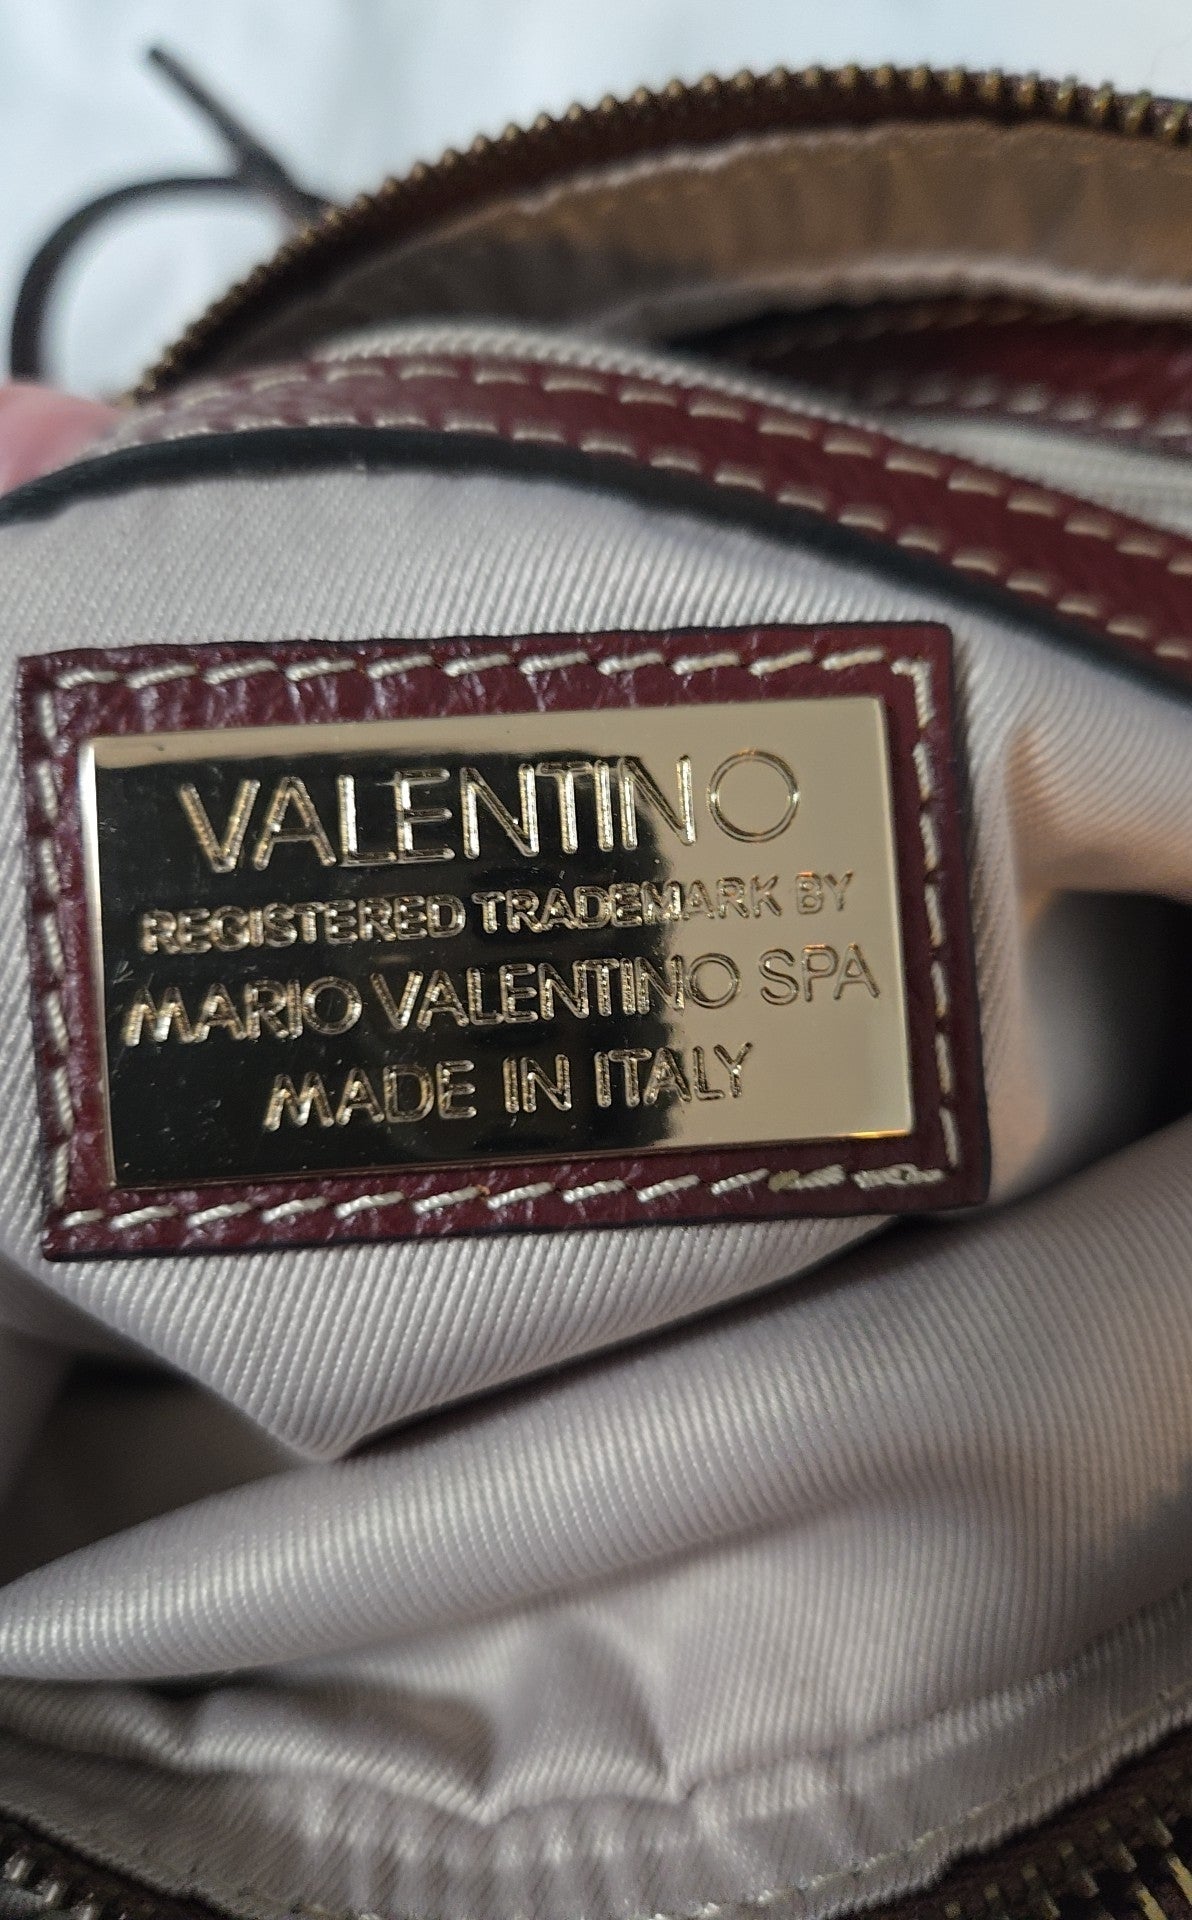 VALENTINO
REGISTERED TRADEMARK BY
MARIO VALENTINO SPA
MADE IN ITALY